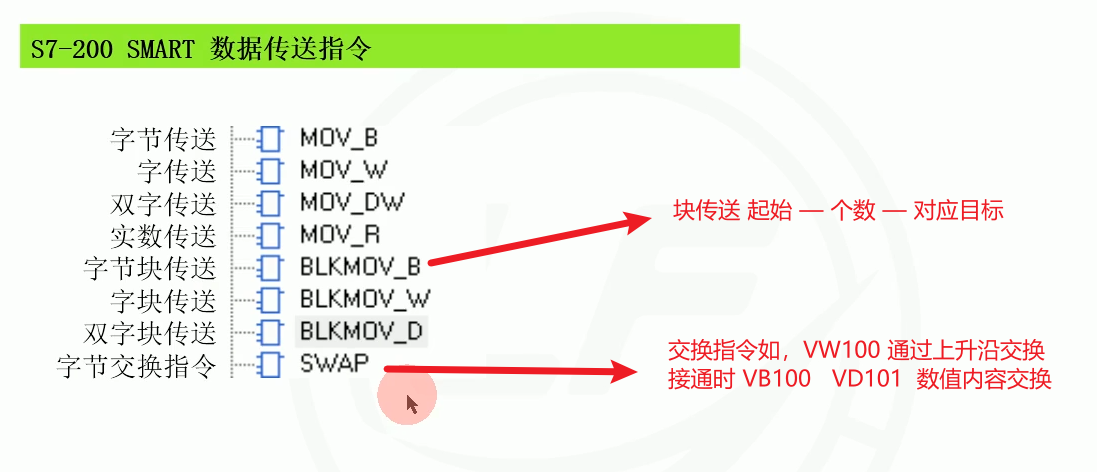 S7-200 SMART 数据传送指令
字节传送 MOV_B
字传送 MOV_W
双字传送 MOV_DW
实数传送 MOV_R
字节块传送 BLKMOV_B
字块传送 BLKMOV_W
双字块传送 BLKMOV_D
字节交换指令 SWAP
块传送 起始 — 个数 — 对应目标
交换指令如，VW100 通过上升沿交换
接通时 VB100 VD101 数值内容交换